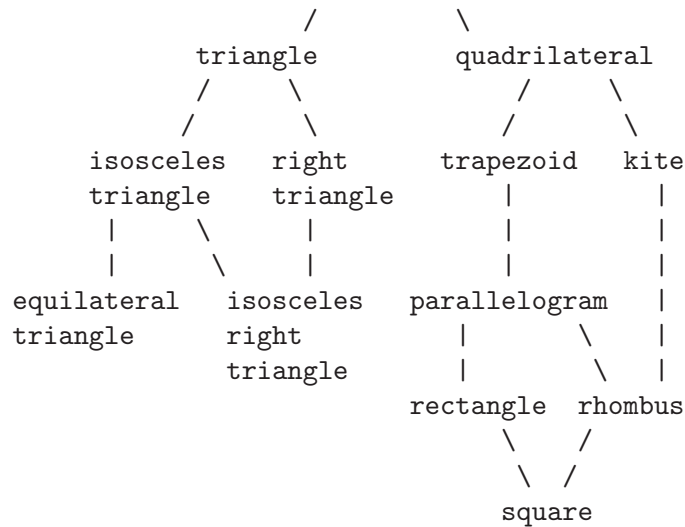 triangle quadrilateral
isosceles right trapezoid kite
triangle triangle
equilateral isosceles parallelogram
triangle right
triangle
rectangle rhombus
square